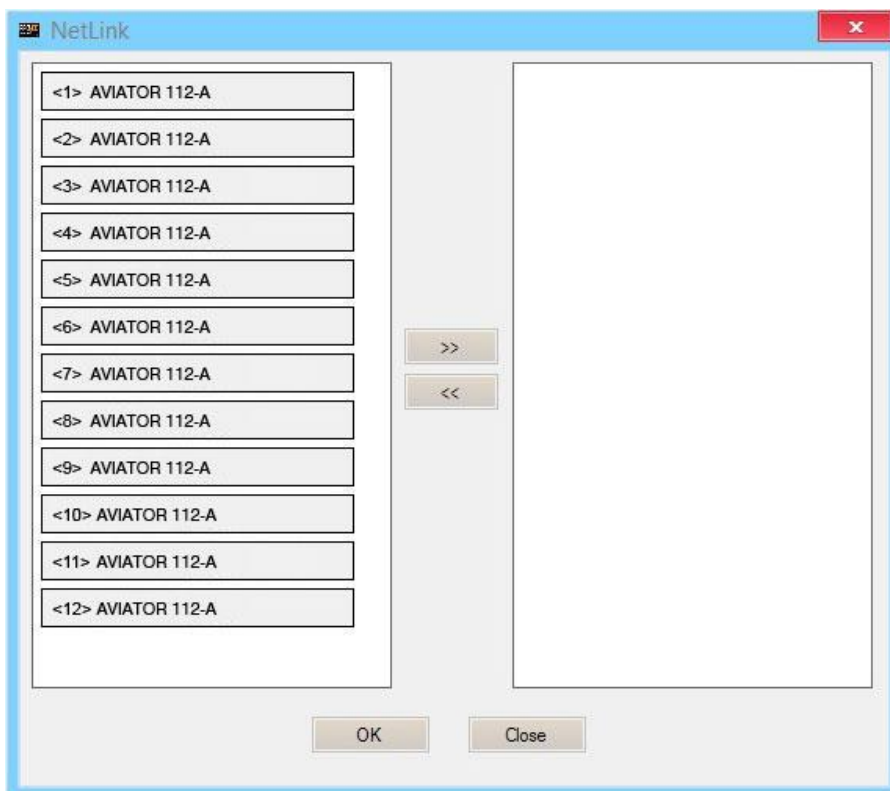 NetLink
<1> AVIATOR 112-A
<2> AVIATOR 112-A
<3> AVIATOR 112-A
<4> AVIATOR 112-A
<5> AVIATOR 112-A
<6> AVIATOR 112-A
<7> AVIATOR 112-A
<8> AVIATOR 112-A
<9> AVIATOR 112-A
<10> AVIATOR 112-A
<11> AVIATOR 112-A
<12> AVIATOR 112-A
>>
<<
OK Close